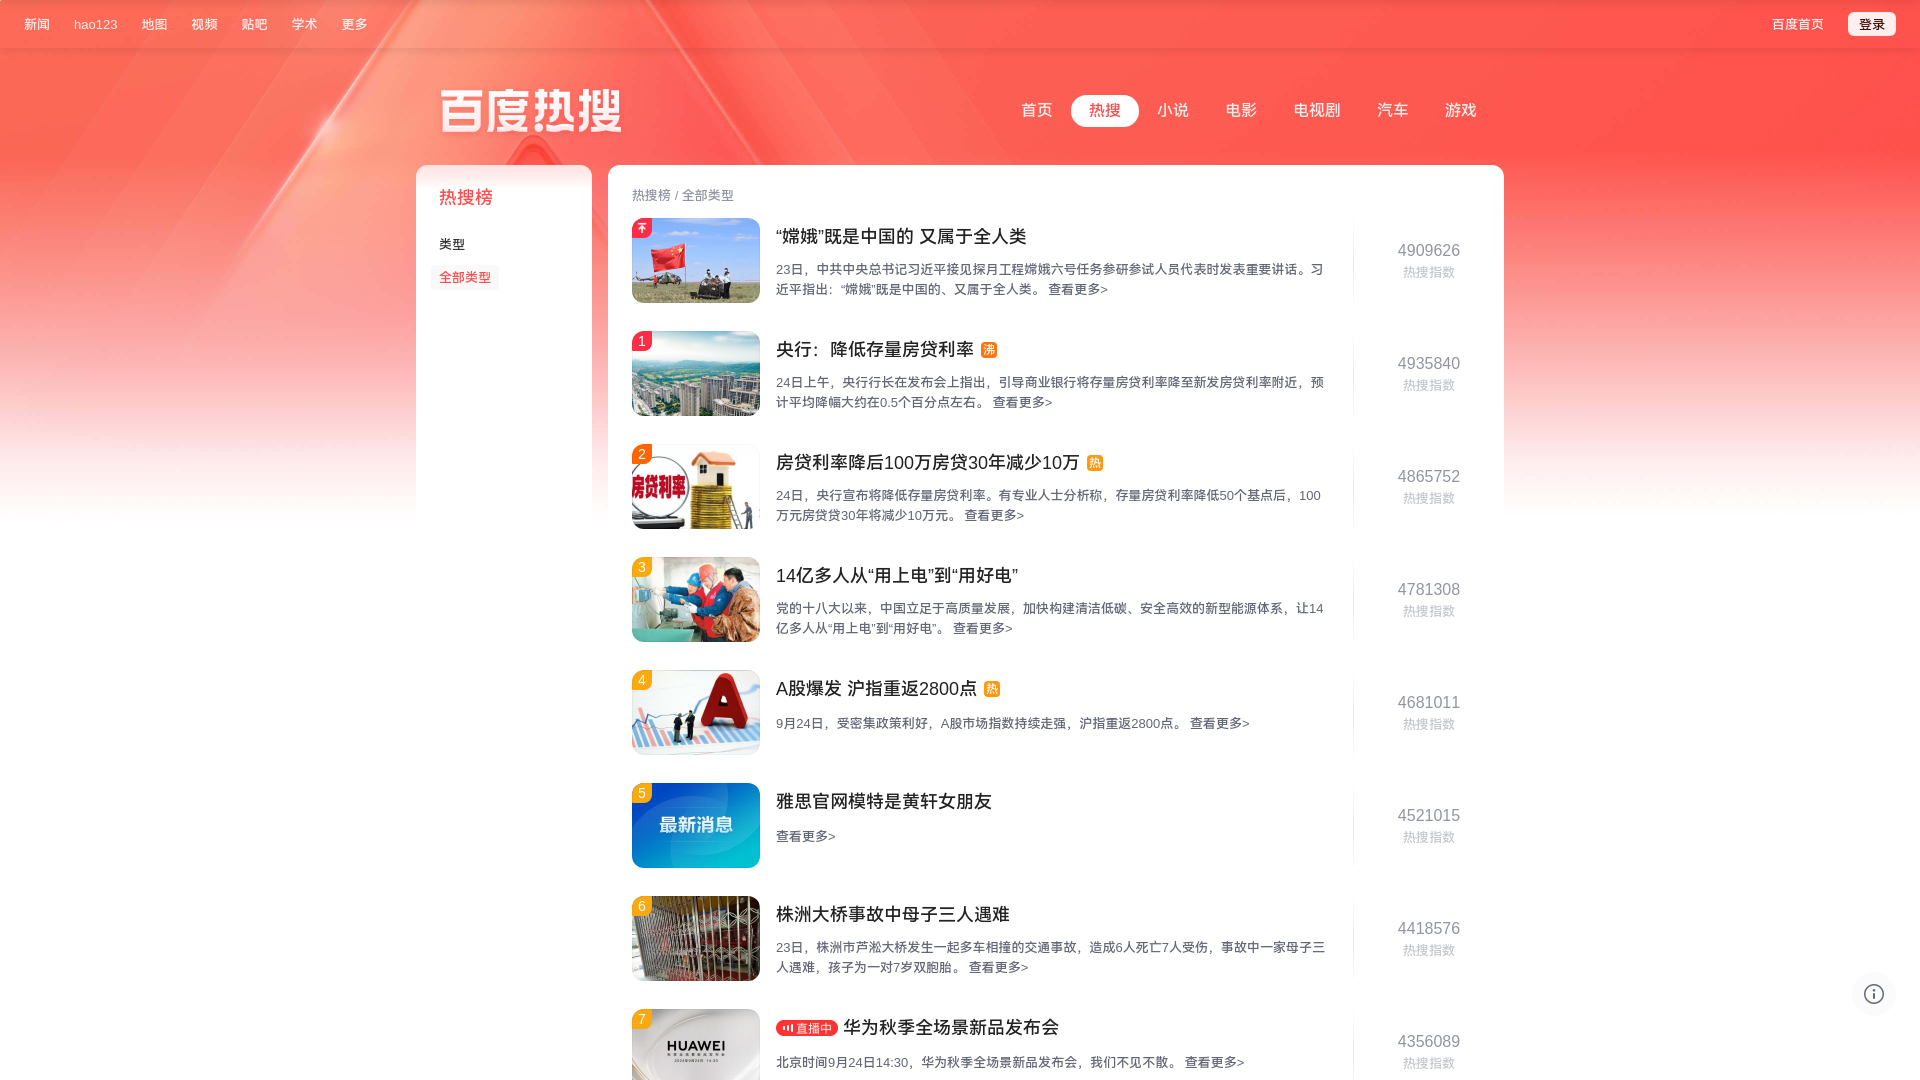 新闻 hao123 地图 视频 贴吧 学术 更多 百度首页 登录
百度热搜
首页 热搜 小说 电影 电视剧 汽车 游戏
热搜榜
类型
全部类型
热搜榜 / 全部类型
“嫦娥”既是中国的 又属于全人类
23日，中共中央总书记习近平接见探月工程嫦娥六号任务参研参试人员代表时发表重要讲话。习
近平指出：“嫦娥”既是中国的、又属于全人类。 查看更多>
4909626
热搜指数
1
央行：降低存量房贷利率 沸
24日上午，央行行长在发布会上指出，引导商业银行将存量房贷利率降至新发房贷利率附近，预
计平均降幅大约在0.5个百分点左右。 查看更多>
4935840
热搜指数
2
房贷利率
房贷利率降后100万房贷30年减少10万 热
24日，央行宣布将降低存量房贷利率。有专业人士分析称，存量房贷利率降低50个基点后，100
万元房贷贷30年将减少10万元。 查看更多>
4865752
热搜指数
3
14亿多人从“用上电”到“用好电”
党的十八大以来，中国立足于高质量发展，加快构建清洁低碳、安全高效的新型能源体系，让14
亿多人从“用上电”到“用好电”。 查看更多>
4781308
热搜指数
4
A
A股爆发 沪指重返2800点 热
9月24日，受密集政策利好，A股市场指数持续走强，沪指重返2800点。 查看更多>
4681011
热搜指数
5
最新消息
雅思官网模特是黄轩女朋友
查看更多>
4521015
热搜指数
6
株洲大桥事故中母子三人遇难
23日，株洲市芦淞大桥发生一起多车相撞的交通事故，造成6人死亡7人受伤，事故中一家母子三
人遇难，孩子为一对7岁双胞胎。 查看更多>
4418576
热搜指数
7
HUAWEI
直播中 华为秋季全场景新品发布会
北京时间9月24日14:30，华为秋季全场景新品发布会，我们不见不散。 查看更多>
4356089
热搜指数